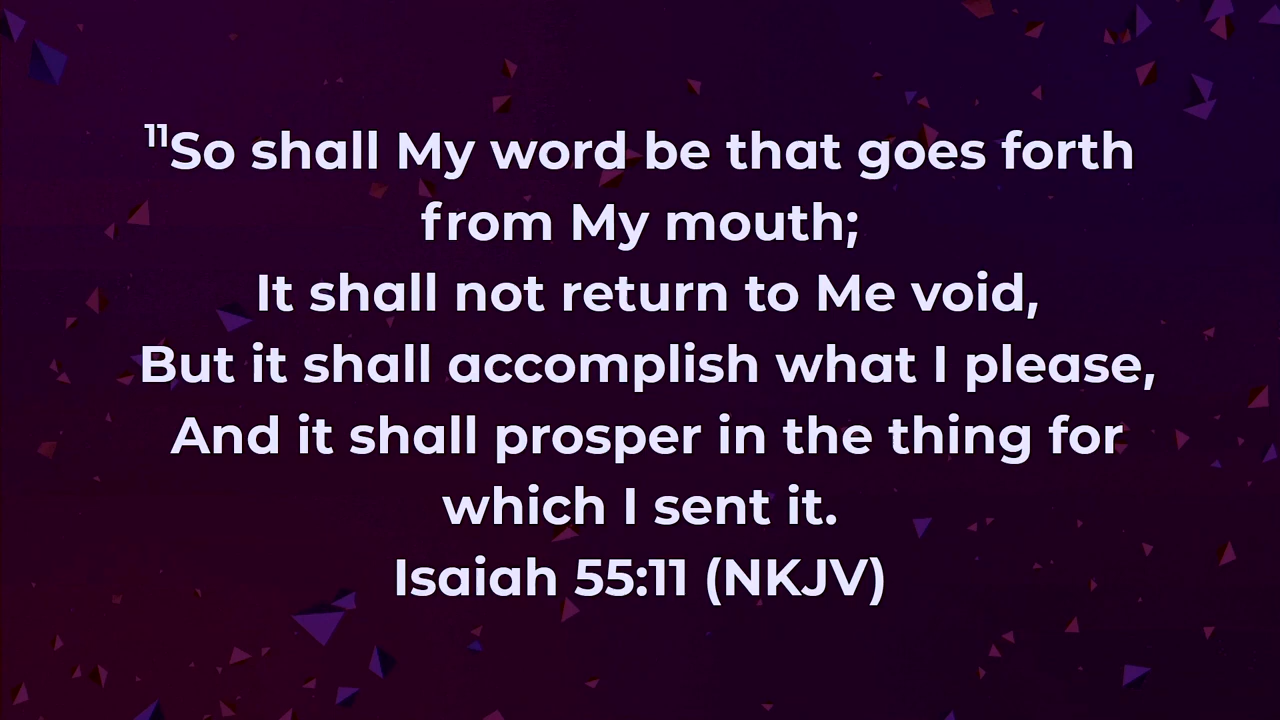 ¹¹So shall My word be that goes forth
from My mouth;
It shall not return to Me void,
But it shall accomplish what I please,
And it shall prosper in the thing for
which I sent it.
Isaiah 55:11 (NKJV)